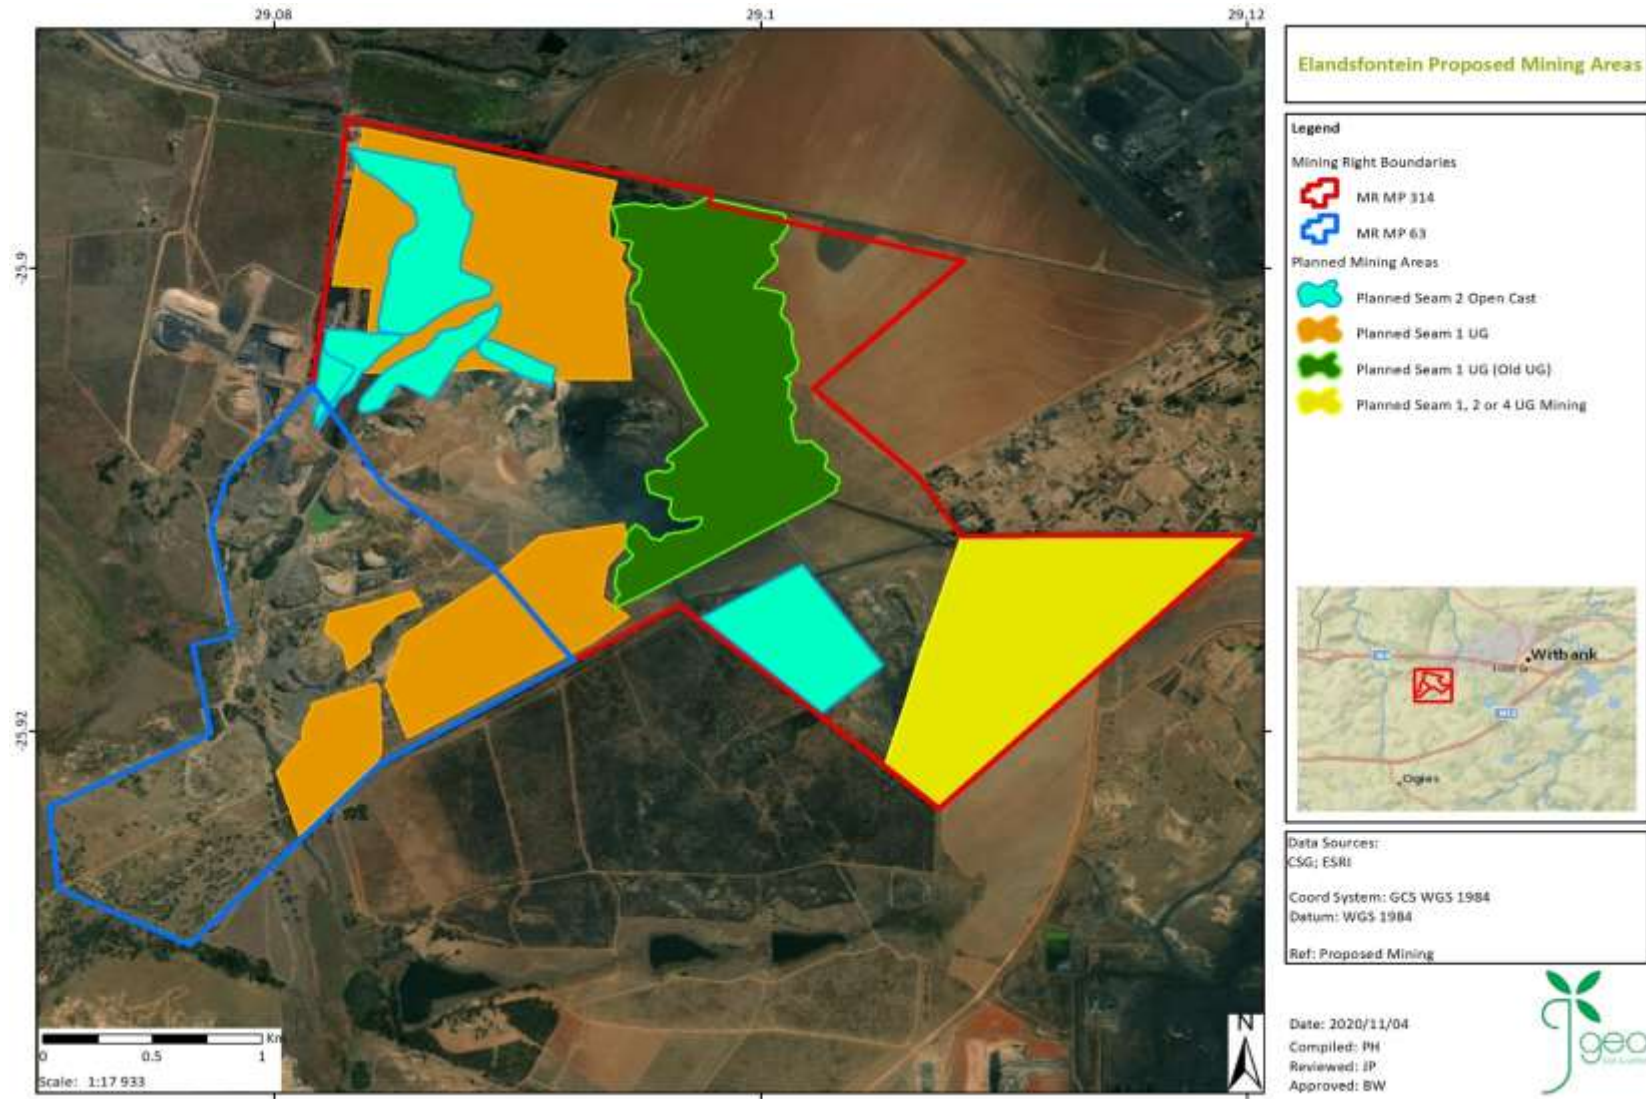 29.08
29.1
29.12
-25.9
-25.92
Elandsfontein Proposed Mining Areas
Legend
Mining Right Boundaries
MR MP 314
MR MP 63
Planned Mining Areas
Planned Seam 2 Open Cast
Planned Seam 1 UG
Planned Seam 1 UG (Old UG)
Planned Seam 1, 2 or 4 UG Mining
Witbank
Ogies
Data Sources:
CSG; ESRI
Coord System: GCS WGS 1984
Datum: WGS 1984
Ref: Proposed Mining
N
Km
0 0.5 1
Scale: 1:17 933
Date: 2020/11/04
Compiled: PH
Reviewed: JP
Approved: BW
geo